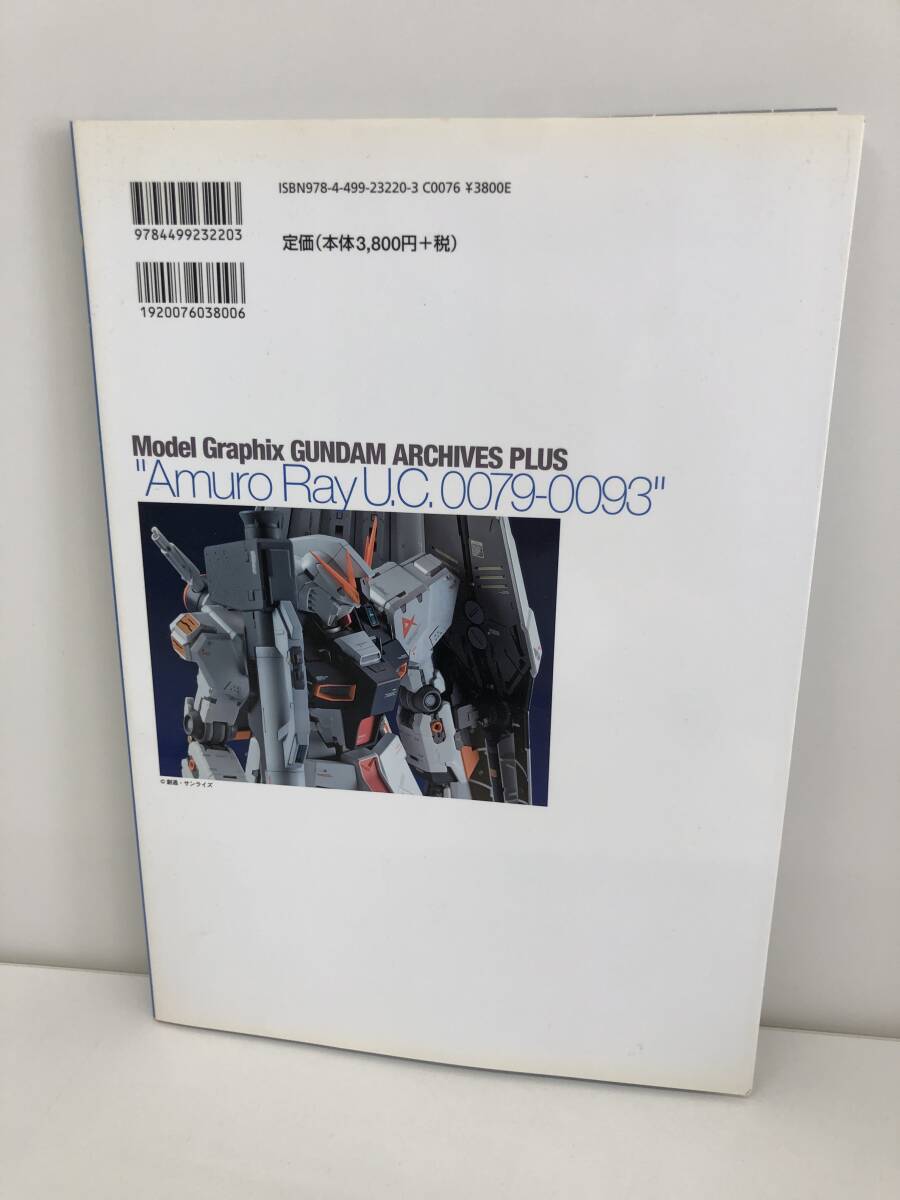 ISBN978-4-499-23220-3 C0076 ¥3800E
9784499232203
定価(本体3,800円+税)
1920076038006
Model Graphix GUNDAM ARCHIVES PLUS
"Amuro Ray U.C. 0079-0093"
© 創通・サンライズ